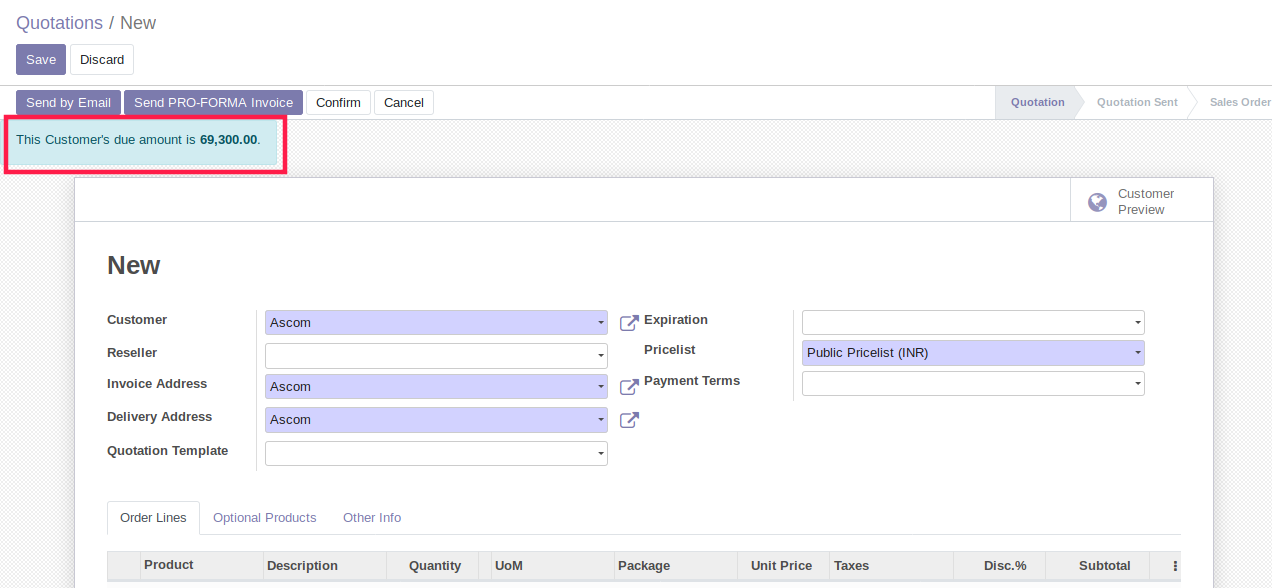 Quotations / New
Save Discard
Send by Email Send PRO-FORMA Invoice Confirm Cancel Quotation Quotation Sent Sales Order
This Customer's due amount is 69,300.00.
Customer
Preview
New
Customer Ascom Expiration
Reseller Pricelist Public Pricelist (INR)
Invoice Address Ascom Payment Terms
Delivery Address Ascom
Quotation Template
Order Lines Optional Products Other Info
Product Description Quantity UoM Package Unit Price Taxes Disc.% Subtotal